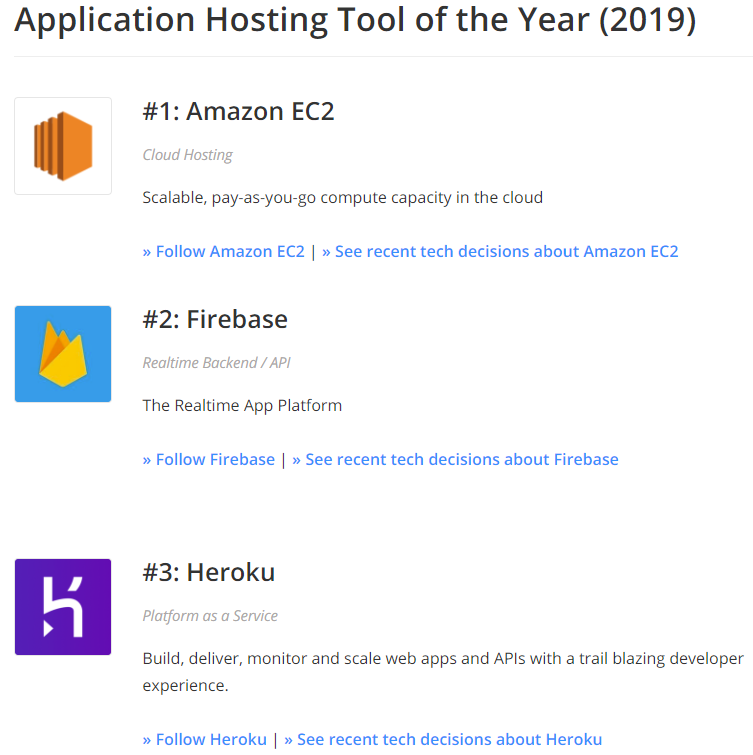 Application Hosting Tool of the Year (2019)
#1: Amazon EC2
Cloud Hosting
Scalable, pay-as-you-go compute capacity in the cloud
» Follow Amazon EC2 | » See recent tech decisions about Amazon EC2
#2: Firebase
Realtime Backend / API
The Realtime App Platform
» Follow Firebase | » See recent tech decisions about Firebase
#3: Heroku
Platform as a Service
Build, deliver, monitor and scale web apps and APIs with a trail blazing developer
experience.
» Follow Heroku | » See recent tech decisions about Heroku